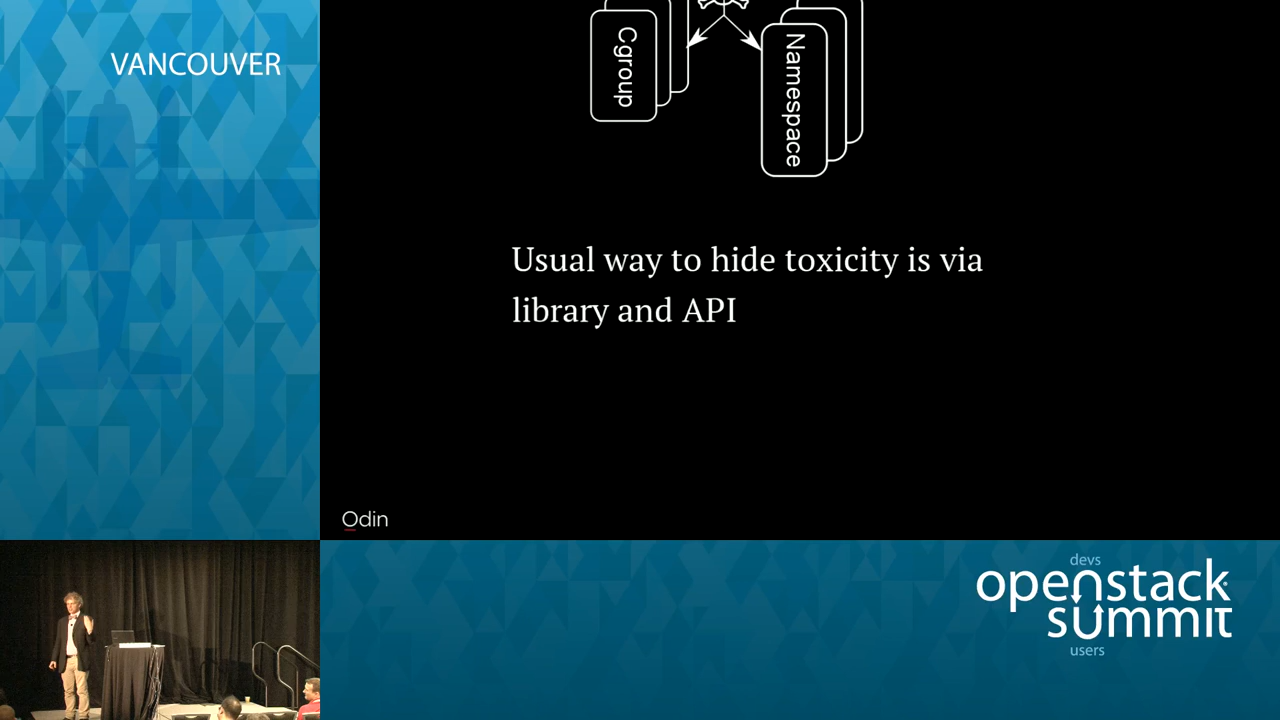 VANCOUVER
Cgroup
Namespace
Usual way to hide toxicity is via
library and API
Odin
devs
openstack
summit
users